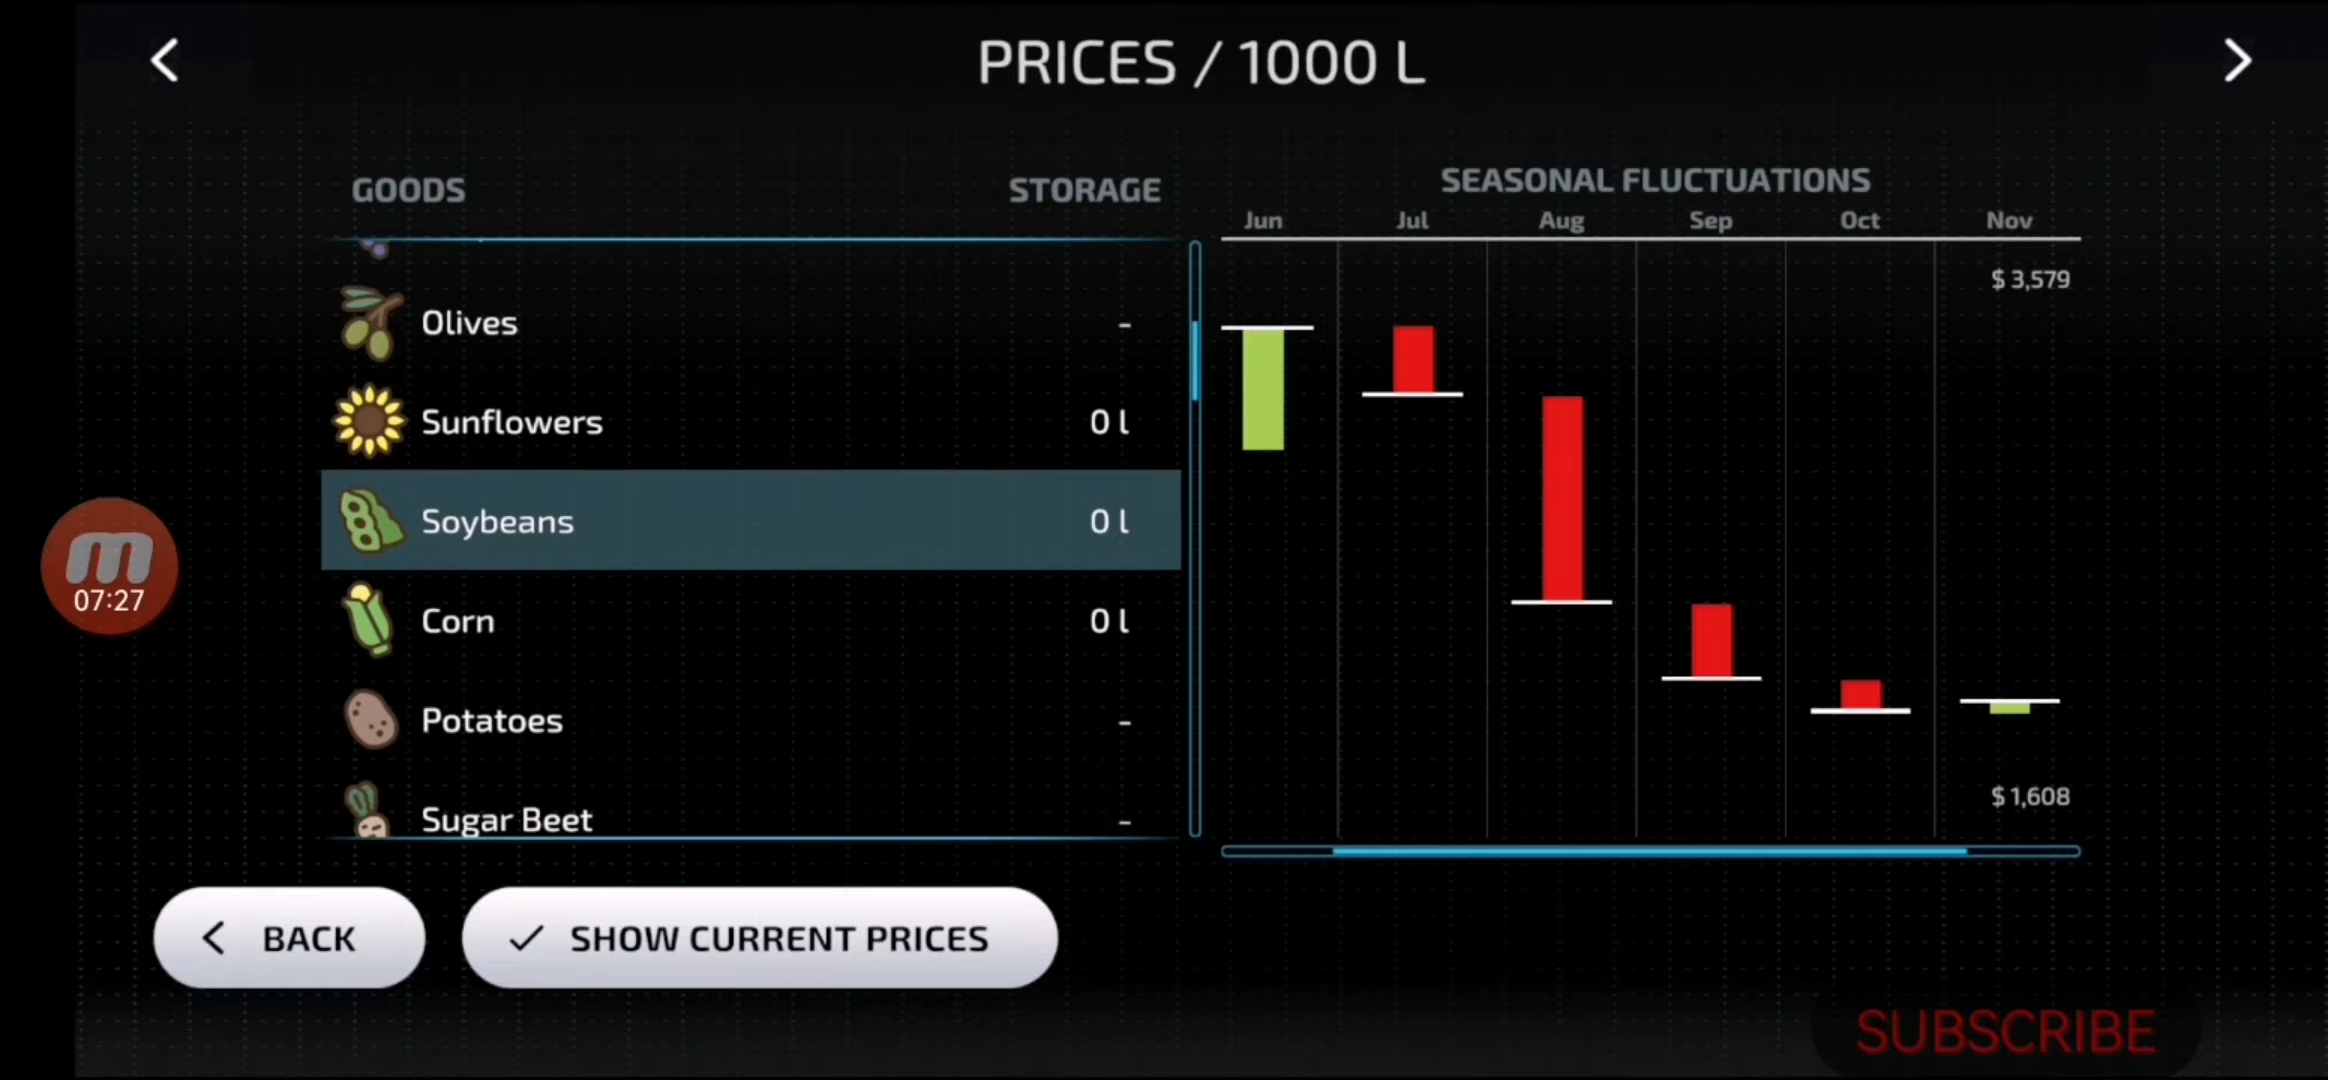 PRICES / 1000 L
GOODS STORAGE
SEASONAL FLUCTUATIONS
Jun Jul Aug Sep Oct Nov
$ 3,579
Olives -
Sunflowers 0 l
Soybeans 0 l
Corn 0 l
Potatoes -
Sugar Beet -
$ 1,608
m
07:27
BACK
SHOW CURRENT PRICES
SUBSCRIBE